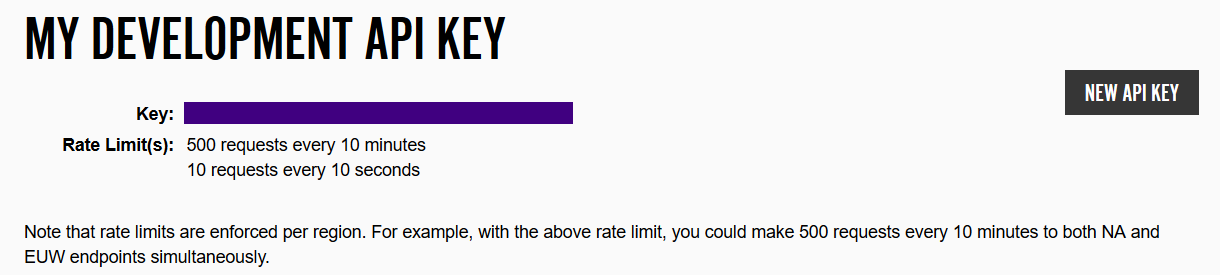 MY DEVELOPMENT API KEY
NEW API KEY
Key:
Rate Limit(s): 500 requests every 10 minutes
10 requests every 10 seconds
Note that rate limits are enforced per region. For example, with the above rate limit, you could make 500 requests every 10 minutes to both NA and
EUW endpoints simultaneously.